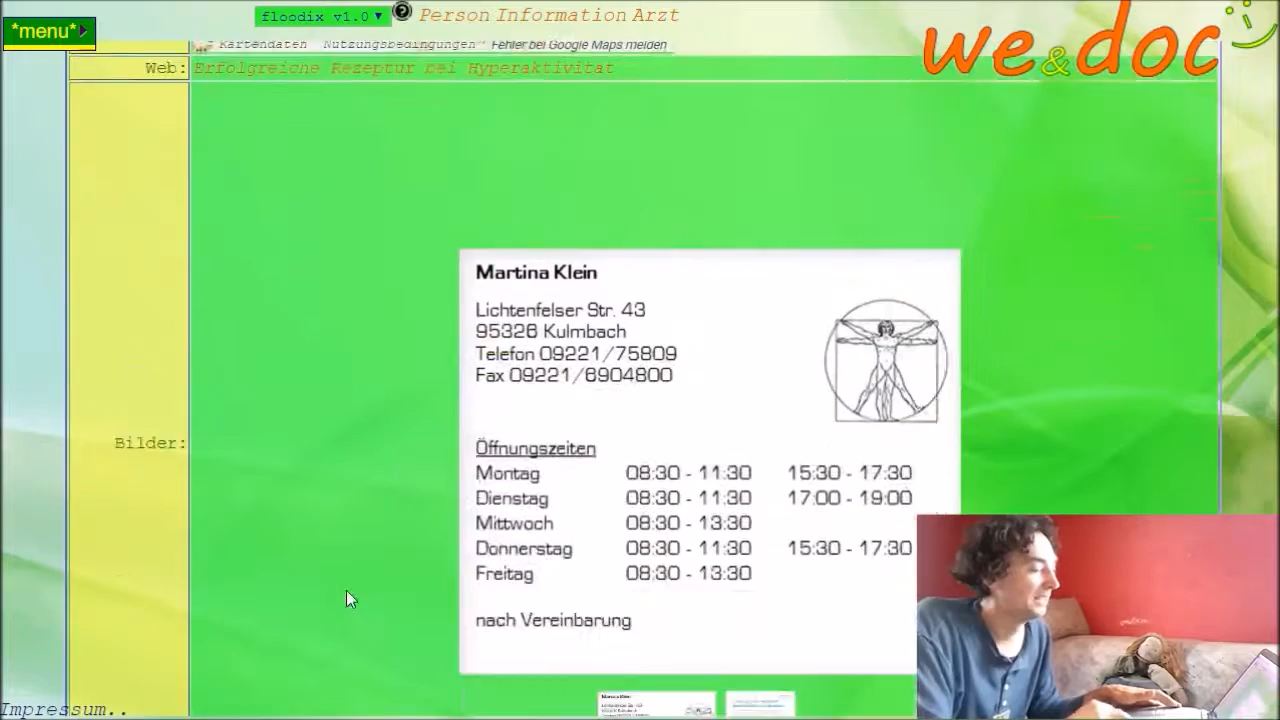 *menu*
floodix v1.0
Person Information Arzt
we&doc
Kartendaten Nutzungsbedingungen Fehler bei Google Maps melden
Web: Erfolgreiche Rezeptur bei Hyperaktivität
Bilder:
Martina Klein
Lichtenfelser Str. 43
95326 Kulmbach
Telefon 09221/75809
Fax 09221/6904800
Öffnungszeiten
Montag 08:30 - 11:30 15:30 - 17:30
Dienstag 08:30 - 11:30 17:00 - 19:00
Mittwoch 08:30 - 13:30
Donnerstag 08:30 - 11:30 15:30 - 17:30
Freitag 08:30 - 13:30
nach Vereinbarung
Impressum..